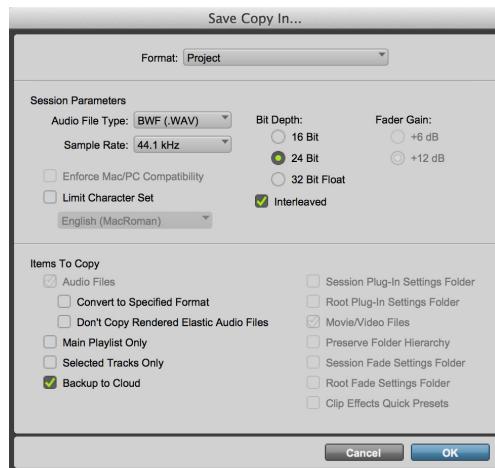 Save Copy In...
Format: Project
Session Parameters
Audio File Type: BWF (.WAV)
Sample Rate: 44.1 kHz
Enforce Mac/PC Compatibility
Limit Character Set
English (MacRoman)
Bit Depth:
16 Bit
24 Bit
32 Bit Float
Interleaved
Fader Gain:
+6 dB
+12 dB
Items To Copy
Audio Files
Convert to Specified Format
Don't Copy Rendered Elastic Audio Files
Main Playlist Only
Selected Tracks Only
Backup to Cloud
Session Plug-In Settings Folder
Root Plug-In Settings Folder
Movie/Video Files
Preserve Folder Hierarchy
Session Fade Settings Folder
Root Fade Settings Folder
Clip Effects Quick Presets
Cancel
OK